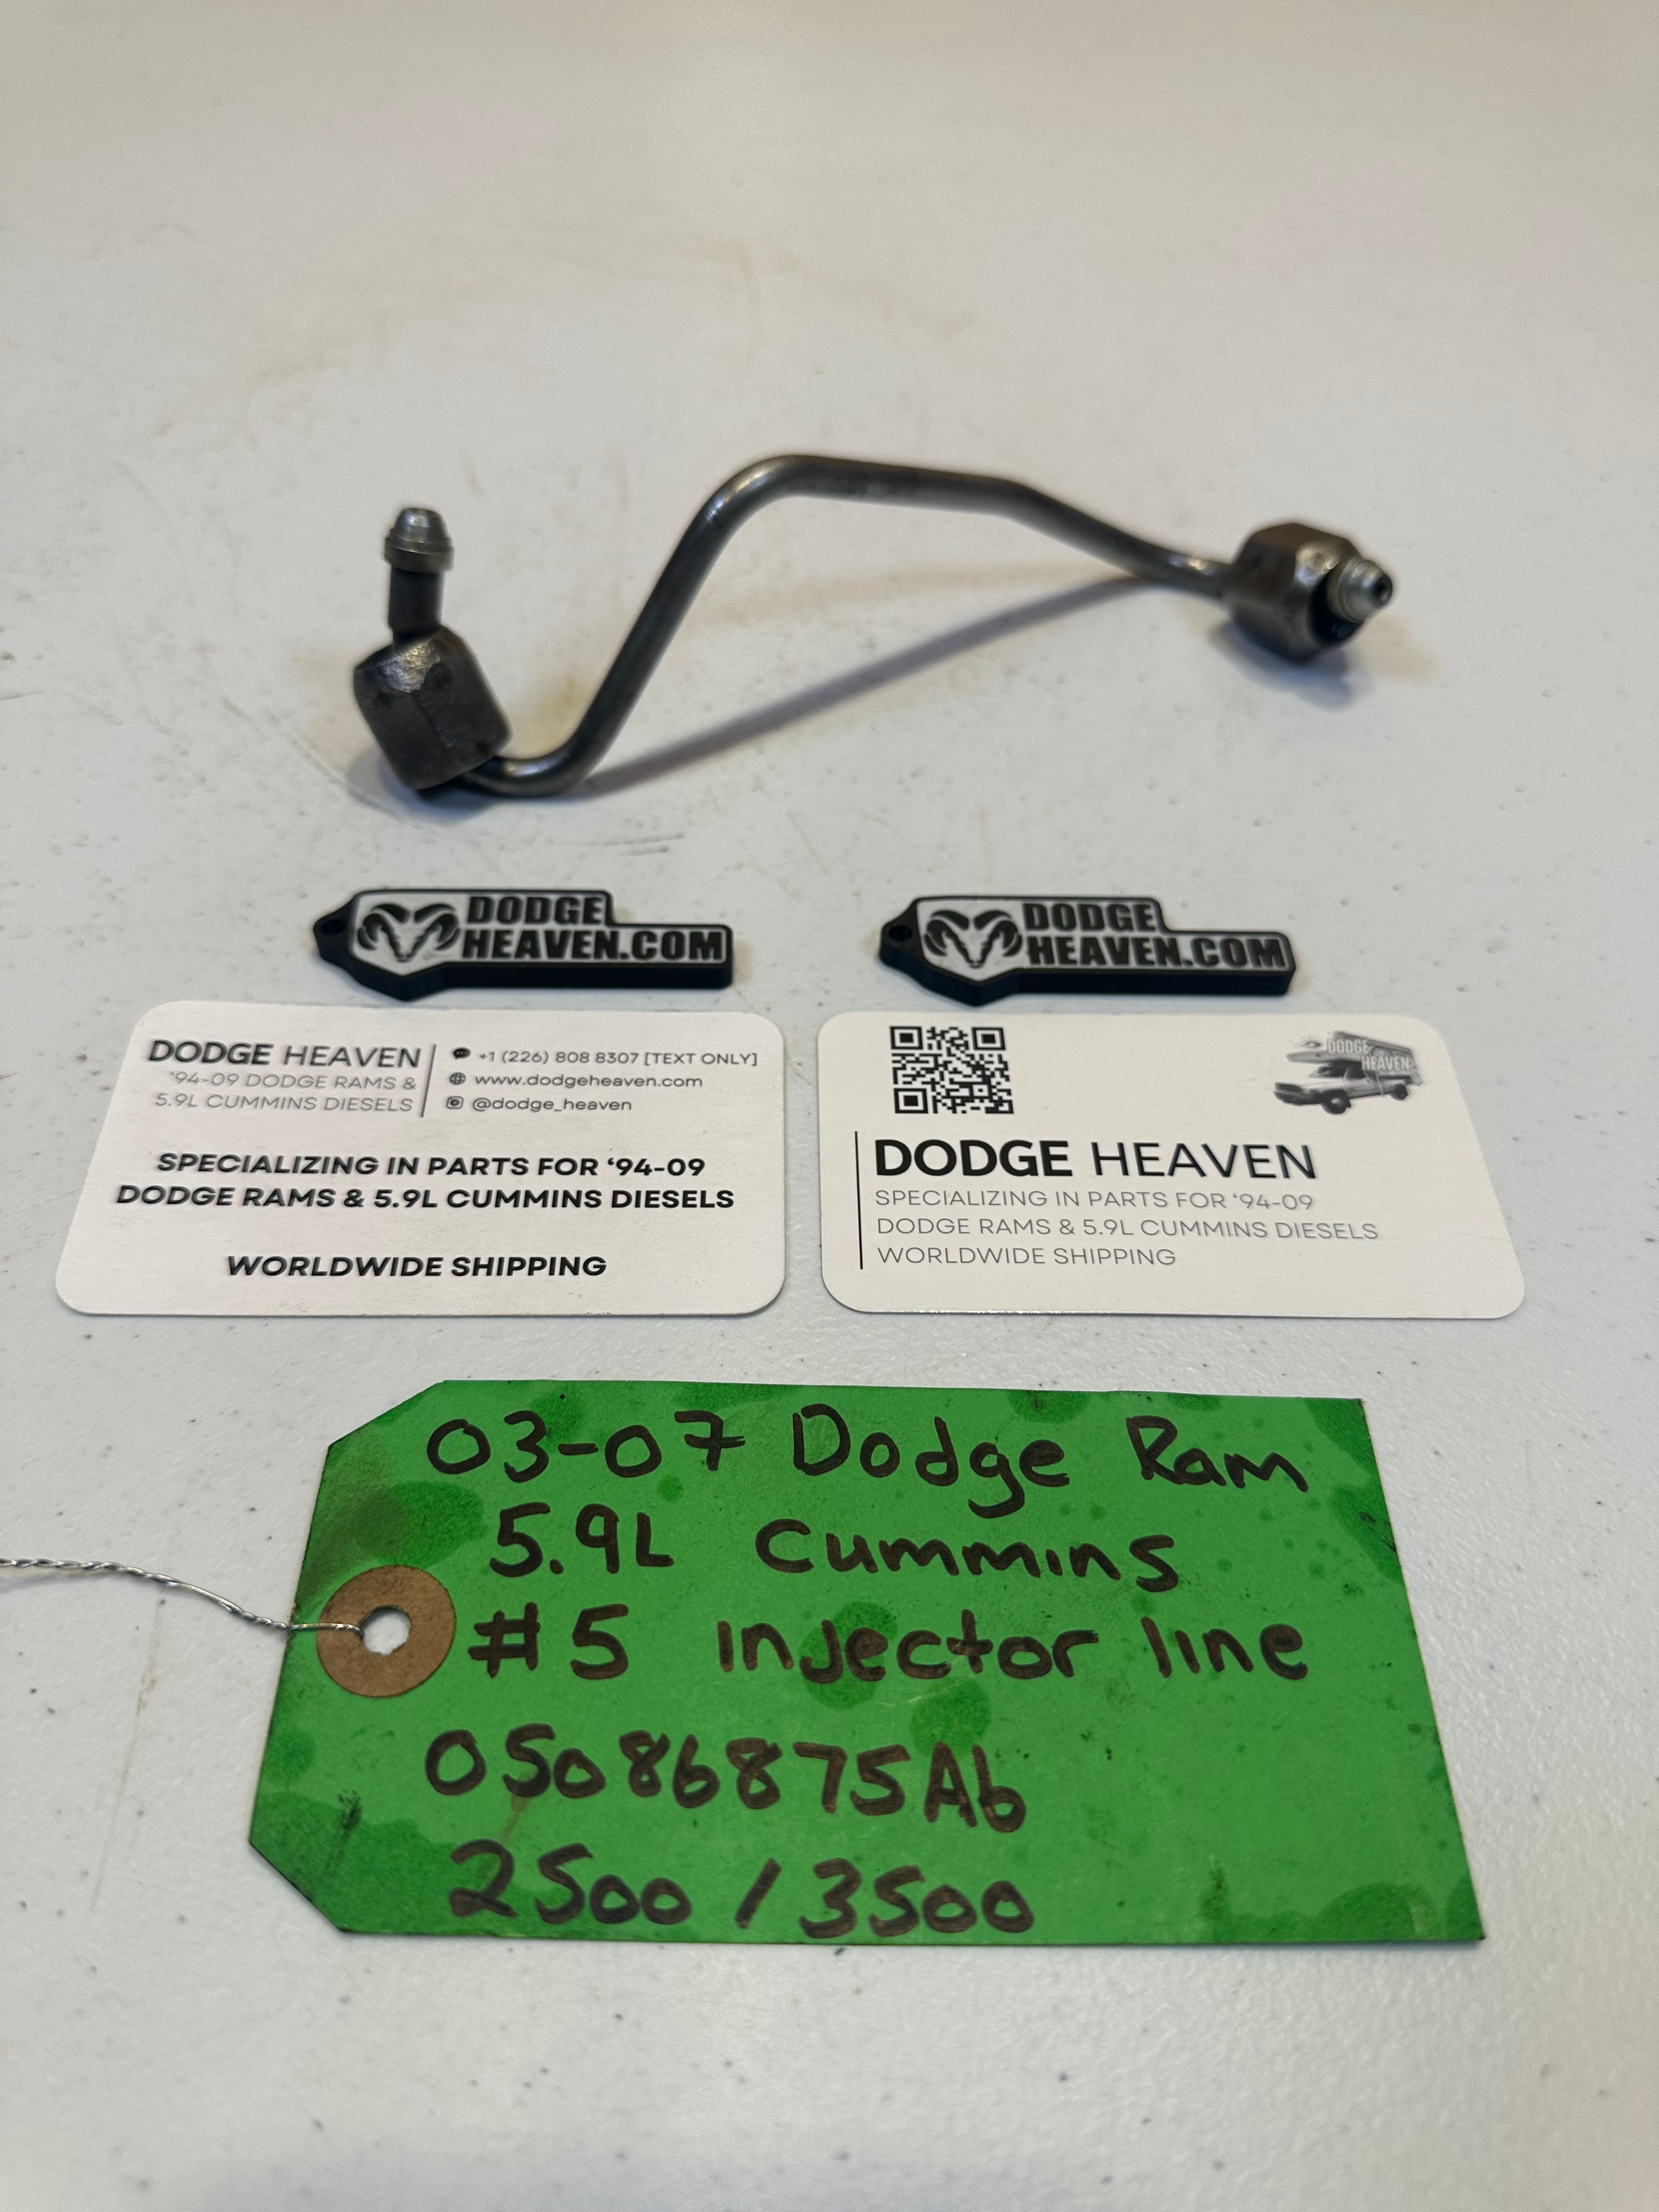 DODGE
HEAVEN.COM
DODGE
HEAVEN.COM
DODGE HEAVEN
'94-09 DODGE RAMS &
5.9L CUMMINS DIESELS
+1 (226) 808 8307 [TEXT ONLY]
www.dodgeheaven.com
@dodge_heaven
SPECIALIZING IN PARTS FOR '94-09
DODGE RAMS & 5.9L CUMMINS DIESELS
WORLDWIDE SHIPPING
DODGE
HEAVEN
DODGE HEAVEN
SPECIALIZING IN PARTS FOR '94-09
DODGE RAMS & 5.9L CUMMINS DIESELS
WORLDWIDE SHIPPING
03-07 Dodge Ram
5.9L Cummins
#5 injector line
05086875Ab
2500/3500